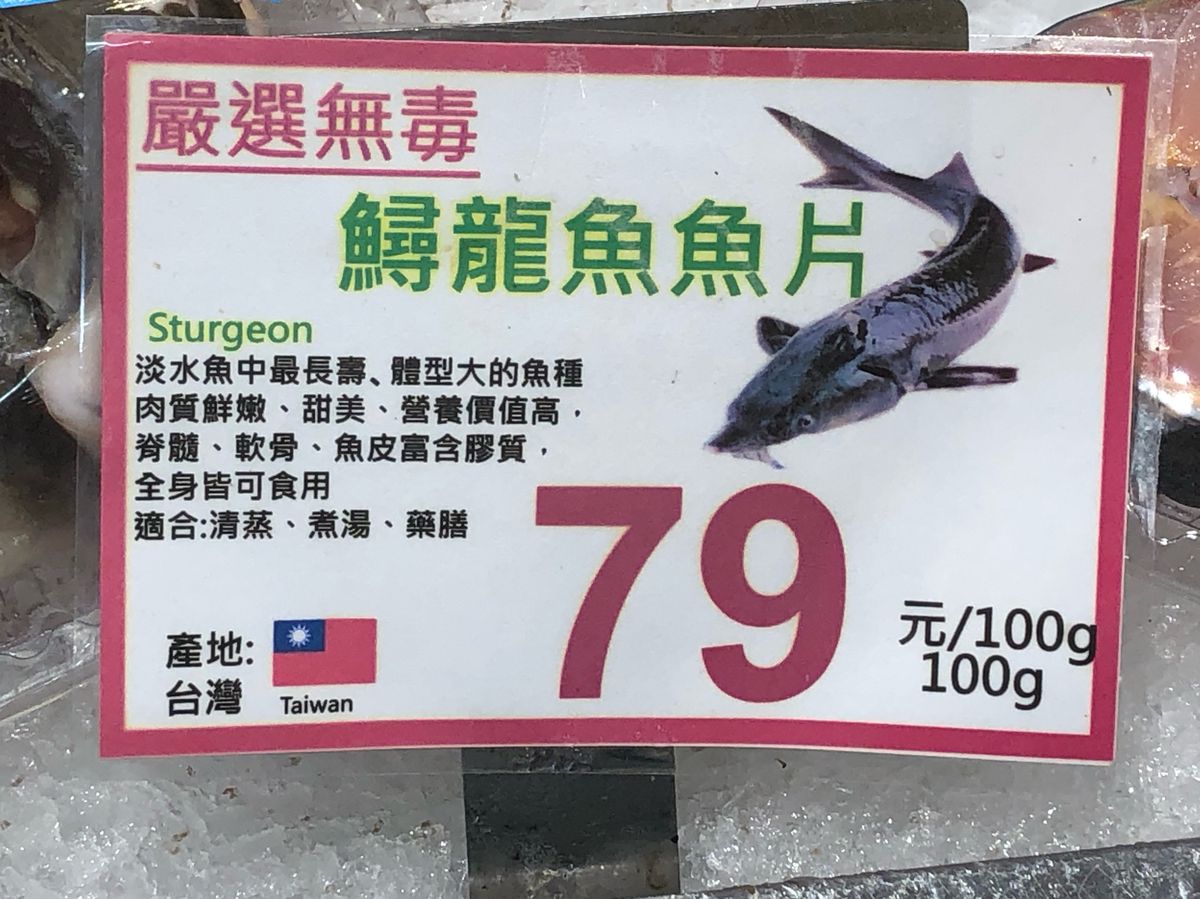 嚴選無毒
鱘龍魚魚片
Sturgeon
淡水魚中最長壽、體型大的魚種
肉質鮮嫩、甜美、營養價值高，
脊髓、軟骨、魚皮富含膠質，
全身皆可食用
適合:清蒸、煮湯、藥膳
79
元/100g
100g
產地:
台灣
Taiwan